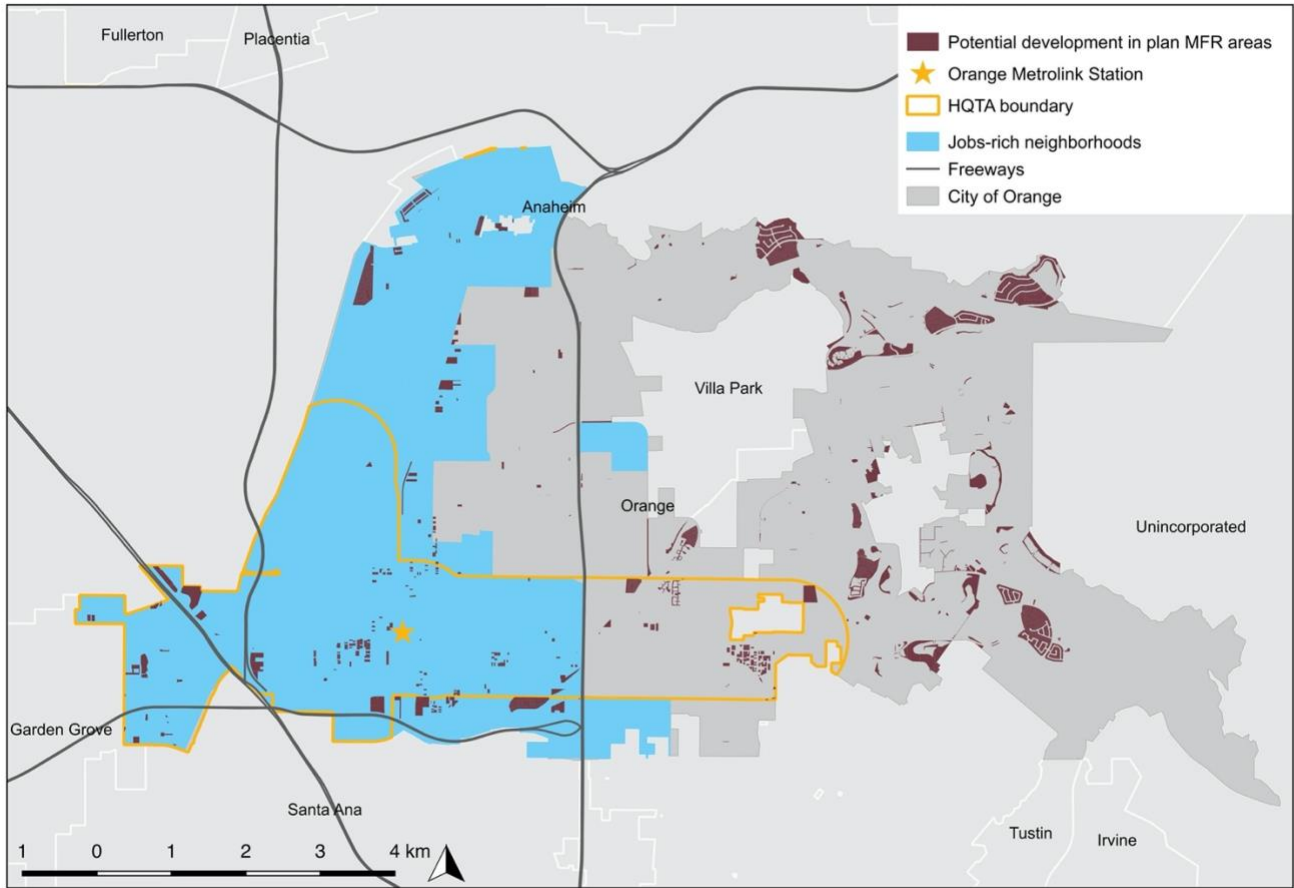 Fullerton
Placentia
Potential development in plan MFR areas
Orange Metrolink Station
HQTA boundary
Jobs-rich neighborhoods
Freeways
City of Orange
Anaheim
Villa Park
Orange
Unincorporated
Garden Grove
Santa Ana
Tustin
Irvine
1 0 1 2 3 4 km